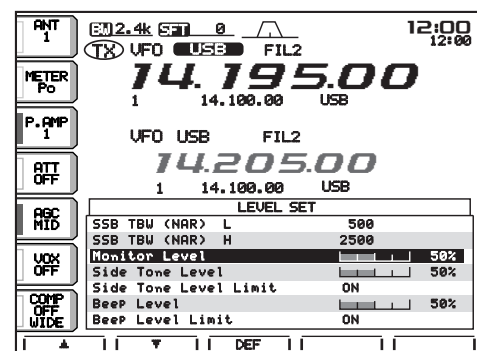 ANT
1
BW 2.4k SFT 0
12:00
12:00
TX VFO USB FIL2
14.195.00
1 14.100.00 USB
METER
Po
P.AMP
1
VFO USB FIL2
14.205.00
1 14.100.00 USB
ATT
OFF
AGC
MID
VOX
OFF
COMP
OFF
WIDE
LEVEL SET
SSB TBW (NAR) L 500
SSB TBW (NAR) H 2500
Monitor Level 50%
Side Tone Level 50%
Side Tone Level Limit ON
Beep Level 50%
Beep Level Limit ON
▲ ▼ DEF